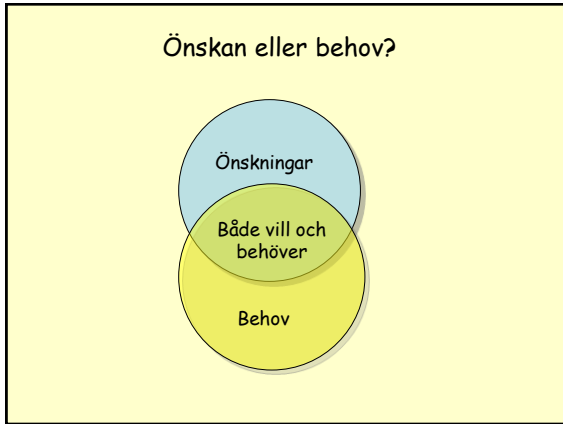 Önskan eller behov?
Önskningar
Både vill och
behöver
Behov